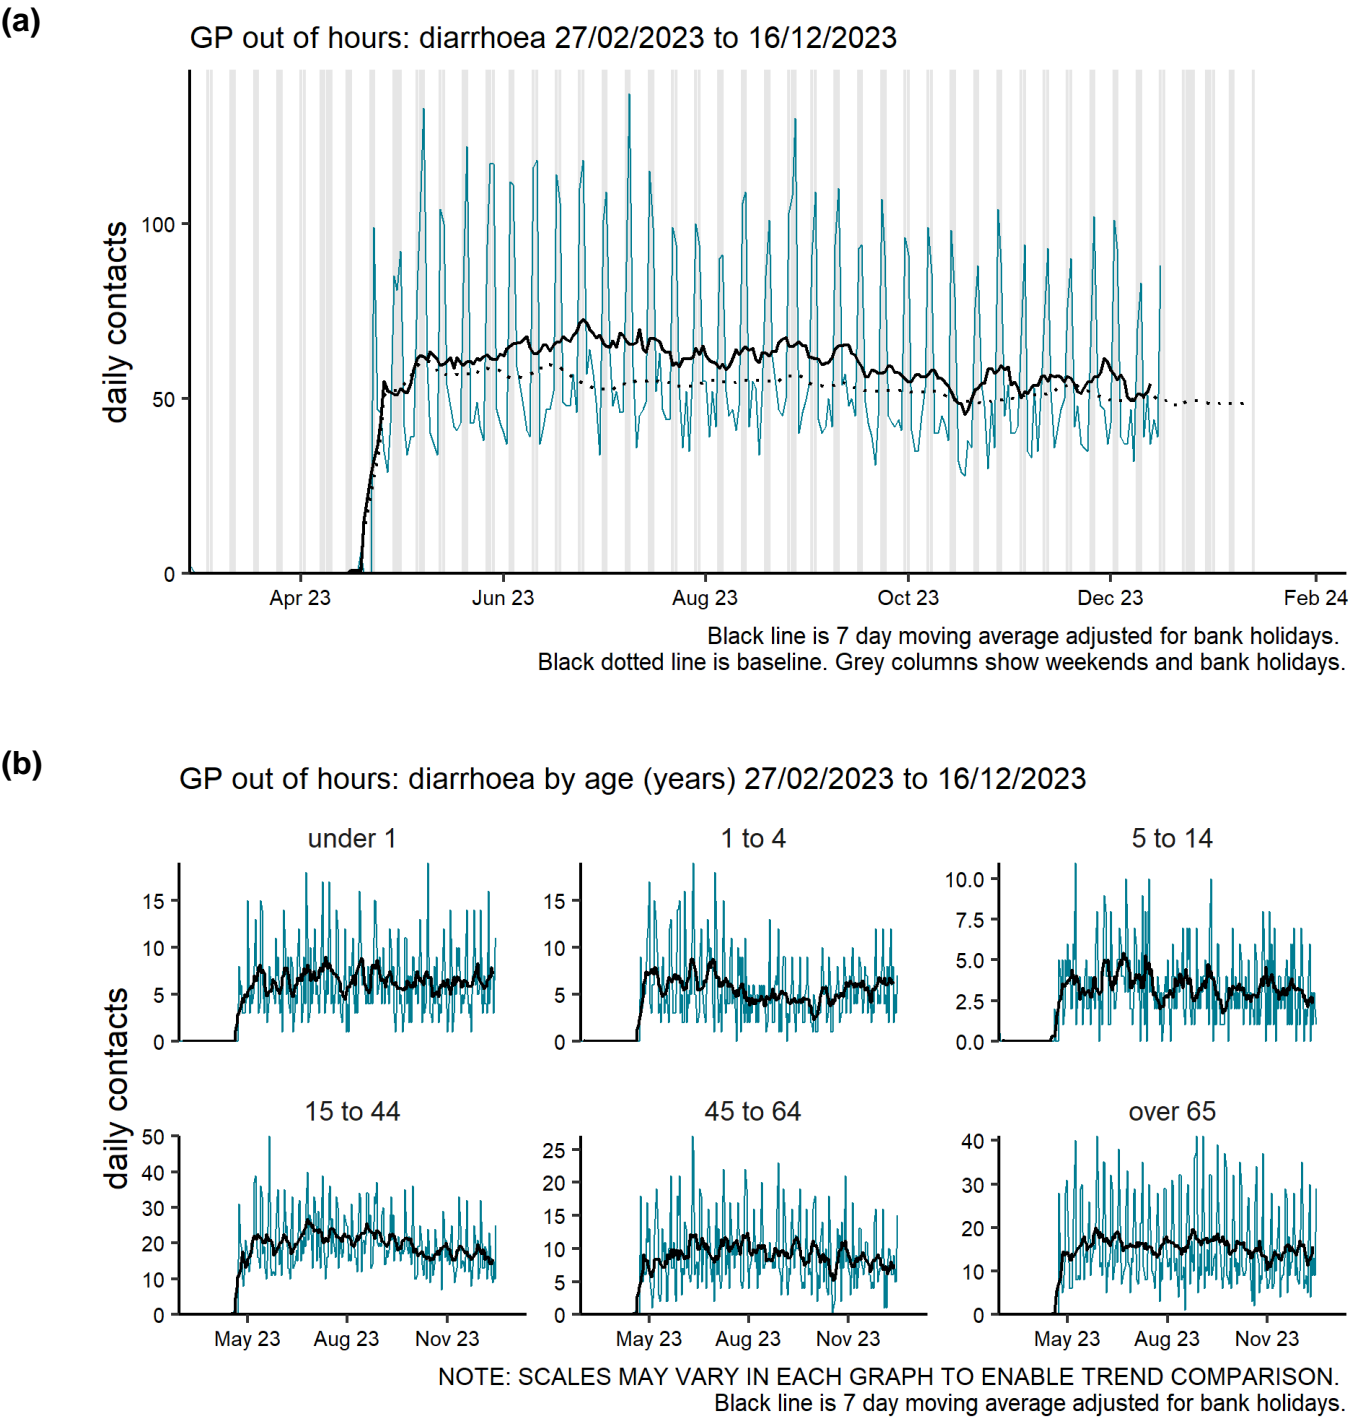 (a)
GP out of hours: diarrhoea 27/02/2023 to 16/12/2023
daily contacts
100
50
0
Apr 23 Jun 23 Aug 23 Oct 23 Dec 23 Feb 24
Black line is 7 day moving average adjusted for bank holidays.
Black dotted line is baseline. Grey columns show weekends and bank holidays.
(b)
GP out of hours: diarrhoea by age (years) 27/02/2023 to 16/12/2023
daily contacts
under 1
15
10
5
0
1 to 4
15
10
5
0
5 to 14
10.0
7.5
5.0
2.5
0.0
15 to 44
50
40
30
20
10
0
May 23 Aug 23 Nov 23
45 to 64
25
20
15
10
5
0
May 23 Aug 23 Nov 23
over 65
40
30
20
10
0
May 23 Aug 23 Nov 23
NOTE: SCALES MAY VARY IN EACH GRAPH TO ENABLE TREND COMPARISON.
Black line is 7 day moving average adjusted for bank holidays.